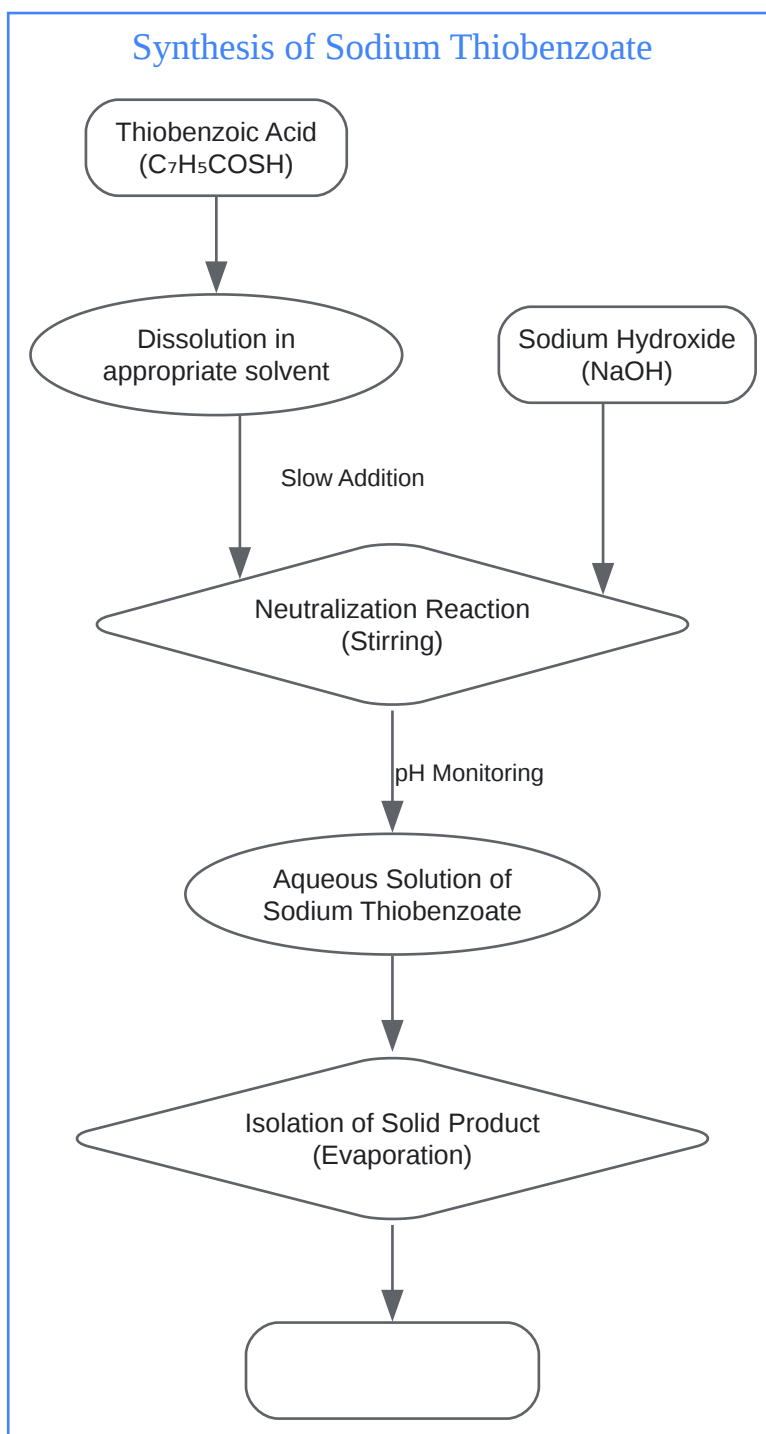 Synthesis of Sodium Thiobenzoate
Thiobenzoic Acid
(C₇H₅COSH)
Dissolution in
appropriate solvent
Sodium Hydroxide
(NaOH)
Slow Addition
Neutralization Reaction
(Stirring)
pH Monitoring
Aqueous Solution of
Sodium Thiobenzoate
Isolation of Solid Product
(Evaporation)